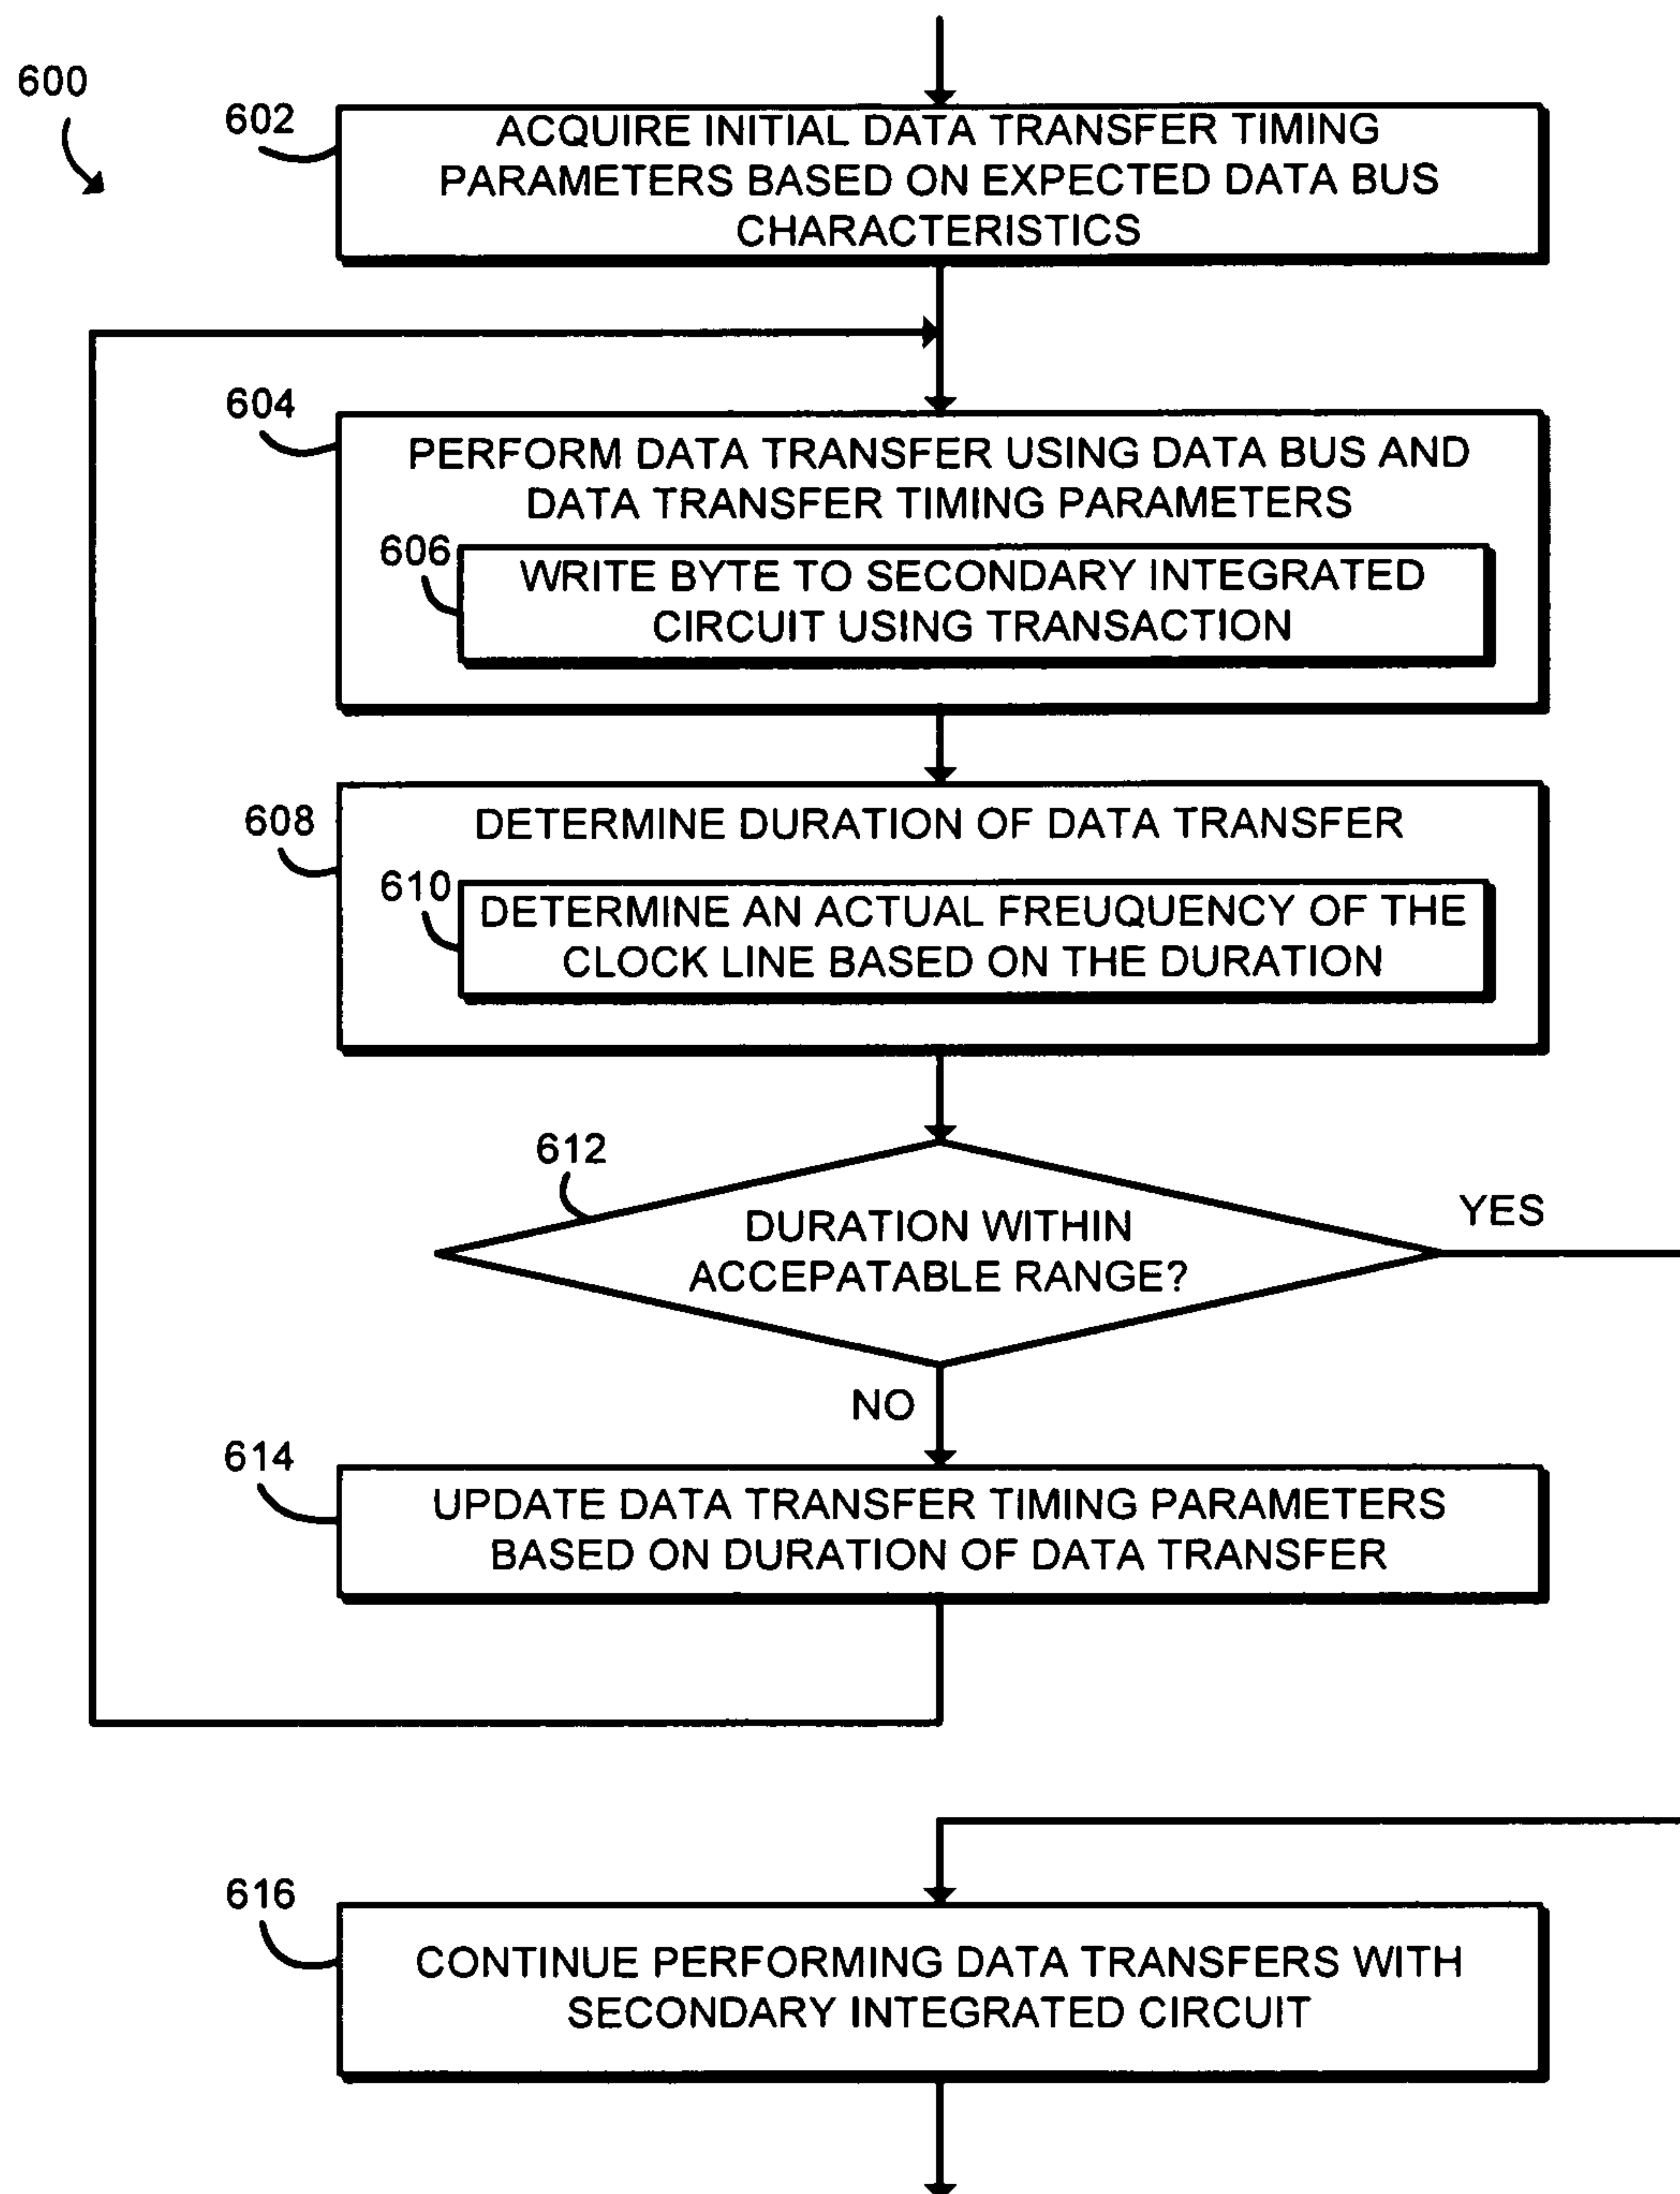 600
602
ACQUIRE INITIAL DATA TRANSFER TIMING
PARAMETERS BASED ON EXPECTED DATA BUS
CHARACTERISTICS
604
PERFORM DATA TRANSFER USING DATA BUS AND
DATA TRANSFER TIMING PARAMETERS
606
WRITE BYTE TO SECONDARY INTEGRATED
CIRCUIT USING TRANSACTION
608
DETERMINE DURATION OF DATA TRANSFER
610
DETERMINE AN ACTUAL FREUQUENCY OF THE
CLOCK LINE BASED ON THE DURATION
612
DURATION WITHIN
ACCEPATABLE RANGE?
YES
NO
614
UPDATE DATA TRANSFER TIMING PARAMETERS
BASED ON DURATION OF DATA TRANSFER
616
CONTINUE PERFORMING DATA TRANSFERS WITH
SECONDARY INTEGRATED CIRCUIT